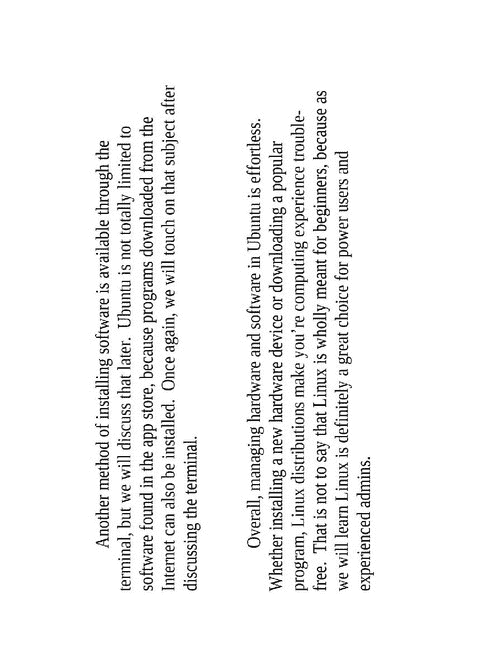 Another method of installing software is available through the
terminal, but we will discuss that later.  Ubuntu is not totally limited to
software found in the app store, because programs downloaded from the
Internet can also be installed.  Once again, we will touch on that subject after
discussing the terminal.
Overall, managing hardware and software in Ubuntu is effortless.
Whether installing a new hardware device or downloading a popular
program, Linux distributions make you’re computing experience trouble-
free.  That is not to say that Linux is wholly meant for beginners, because as
we will learn Linux is definitely a great choice for power users and
experienced admins.